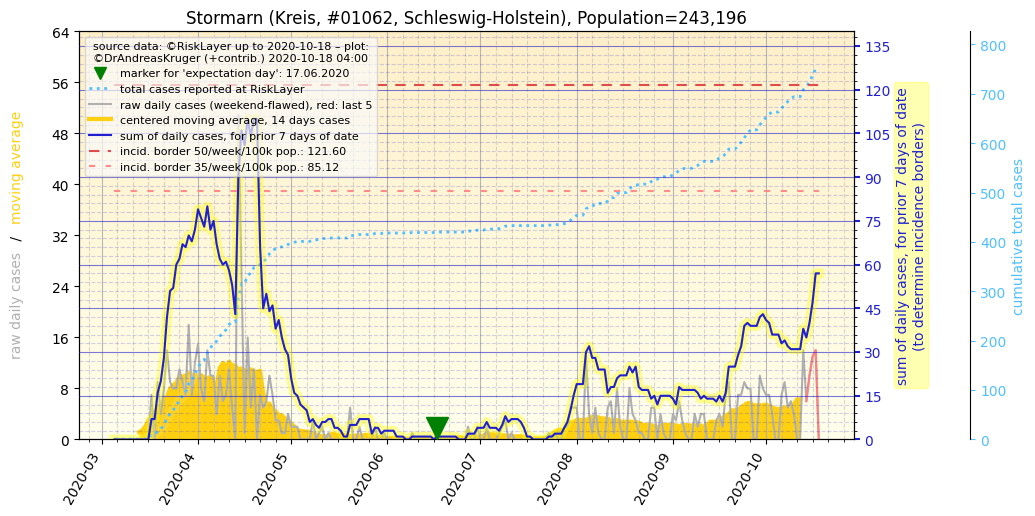 Stormarn (Kreis, #01062, Schleswig-Holstein), Population=243,196
source data: ©RiskLayer up to 2020-10-18 – plot:
©DrAndreasKruger (+contrib.) 2020-10-18 04:00
marker for 'expectation day': 17.06.2020
total cases reported at RiskLayer
raw daily cases (weekend-flawed), red: last 5
centered moving average, 14 days cases
sum of daily cases, for prior 7 days of date
incid. border 50/week/100k pop.: 121.60
incid. border 35/week/100k pop.: 85.12
raw daily cases / moving average
64
56
48
40
32
24
16
8
0
2020-03
2020-04
2020-05
2020-06
2020-07
2020-08
2020-09
2020-10
135
120
105
90
75
60
45
30
15
0
sum of daily cases, for prior 7 days of date
(to determine incidence borders)
800
700
600
500
400
300
200
100
0
cumulative total cases